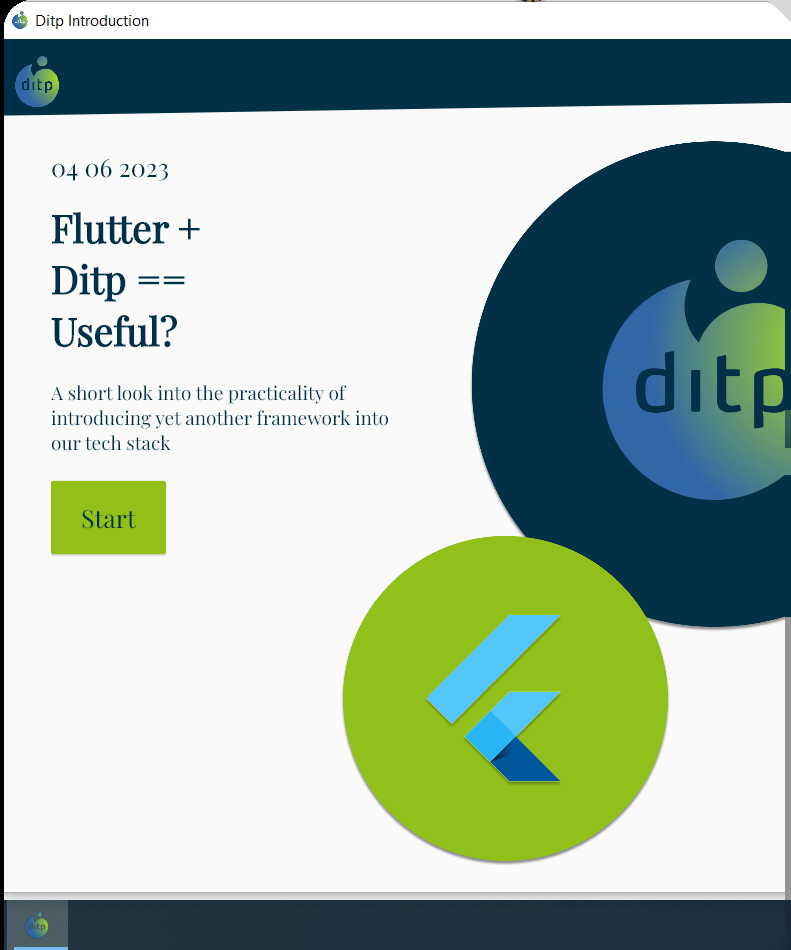 Ditp Introduction
ditp
04 06 2023
Flutter +
Ditp ==
Useful?
A short look into the practicality of
introducing yet another framework into
our tech stack
Start
ditp
ditp